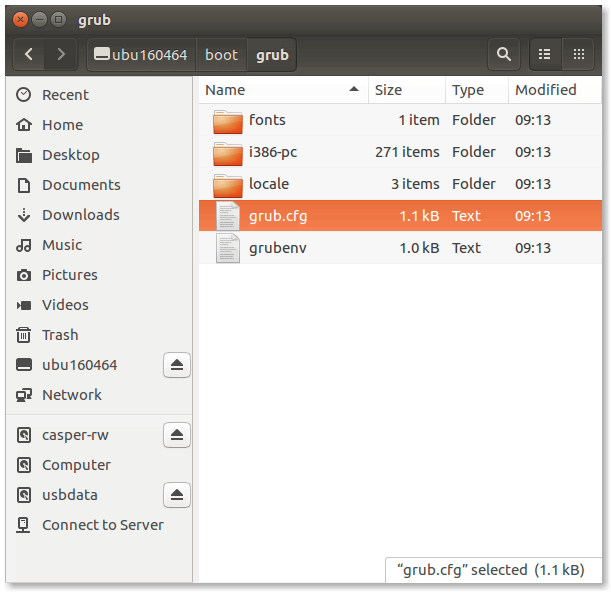 grub
ubu160464 boot grub
Name Size Type Modified
fonts 1 item Folder 09:13
i386-pc 271 items Folder 09:13
locale 3 items Folder 09:13
grub.cfg 1.1 kB Text 09:13
grubenv 1.0 kB Text 09:13
Recent
Home
Desktop
Documents
Downloads
Music
Pictures
Videos
Trash
ubu160464
Network
casper-rw
Computer
usbdata
Connect to Server
“grub.cfg” selected (1.1 kB)